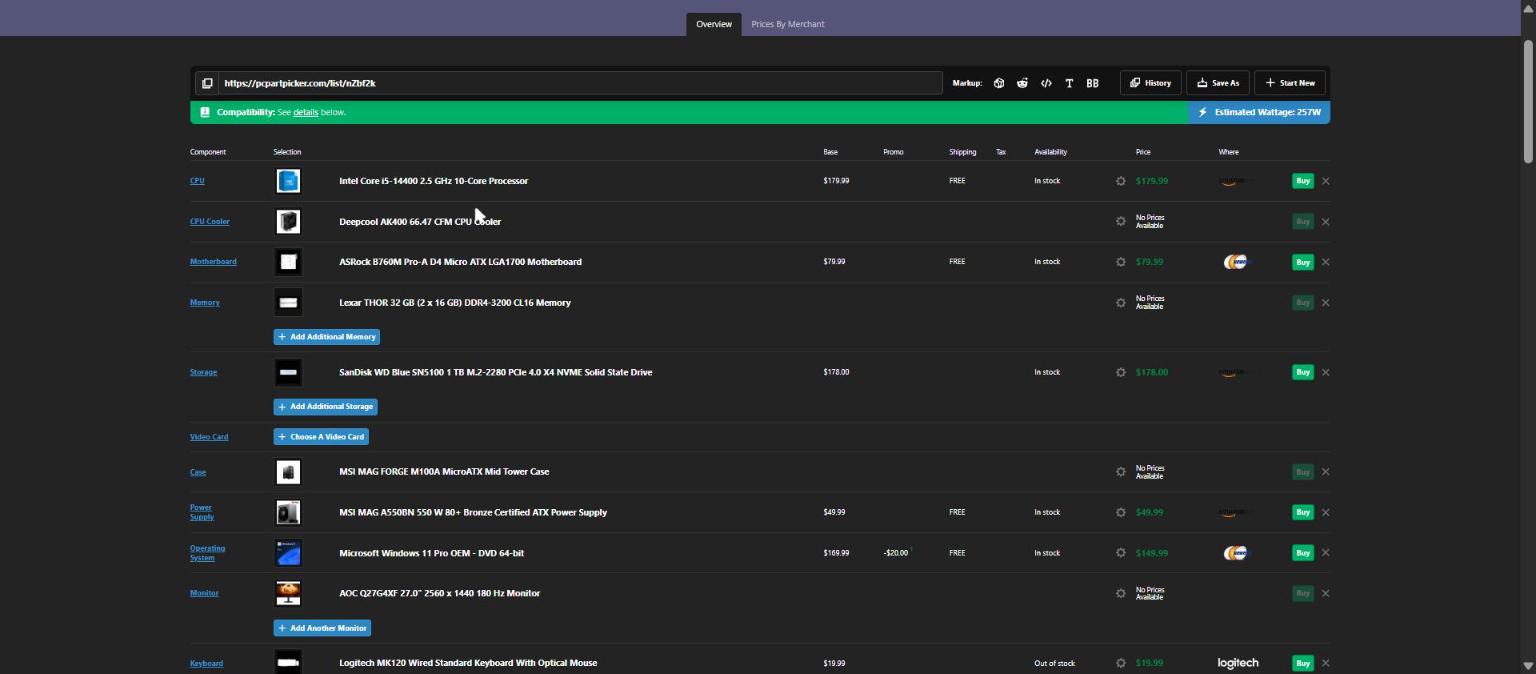 Overview Prices By Merchant
https://pcpartpicker.com/list/nZbf2k Markup: T BB History Save As + Start New
Compatibility: See details below. Estimated Wattage: 257W
Component Selection Base Promo Shipping Tax Availability Price Where
CPU Intel Core i5-14400 2.5 GHz 10-Core Processor $179.99 FREE In stock $179.99 Buy
CPU Cooler Deepcool AK400 66.47 CFM CPU Cooler No Prices Available Buy
Motherboard ASRock B760M Pro-A D4 Micro ATX LGA1700 Motherboard $79.99 FREE In stock $79.99 Buy
Memory Lexar THOR 32 GB (2 x 16 GB) DDR4-3200 CL16 Memory No Prices Available Buy
+ Add Additional Memory
Storage SanDisk WD Blue SN5100 1 TB M.2-2280 PCIe 4.0 X4 NVME Solid State Drive $178.00 In stock $178.00 Buy
+ Add Additional Storage
Video Card + Choose A Video Card
Case MSI MAG FORGE M100A MicroATX Mid Tower Case No Prices Available Buy
Power Supply MSI MAG A550BN 550 W 80+ Bronze Certified ATX Power Supply $49.99 FREE In stock $49.99 Buy
Operating System Microsoft Windows 11 Pro OEM - DVD 64-bit $169.99 -$20.00 FREE In stock $149.99 Buy
Monitor AOC Q27G4XF 27.0" 2560 x 1440 180 Hz Monitor No Prices Available Buy
+ Add Another Monitor
Keyboard Logitech MK120 Wired Standard Keyboard With Optical Mouse $19.99 Out of stock $19.99 logitech Buy